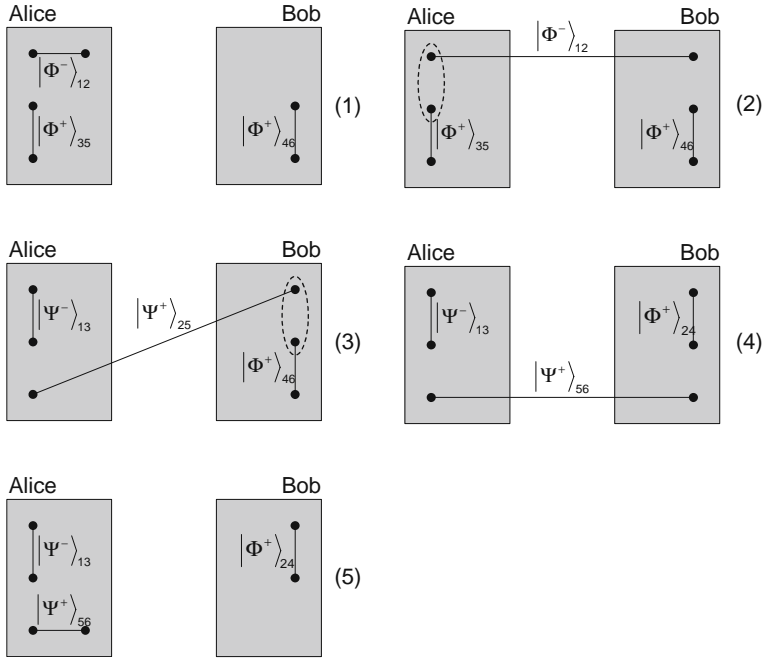 Alice Bob
|Φ⁻⟩₁₂
|Φ⁺⟩₃₅ |Φ⁺⟩₄₆ (1)
Alice Bob
|Φ⁻⟩₁₂
|Φ⁺⟩₃₅ |Φ⁺⟩₄₆ (2)
Alice Bob
|Ψ⁻⟩₁₃ |Ψ⁺⟩₂₅
|Φ⁺⟩₄₆ (3)
Alice Bob
|Ψ⁻⟩₁₃ |Φ⁺⟩₂₄ (4)
|Ψ⁺⟩₅₆
Alice Bob
|Ψ⁻⟩₁₃ |Φ⁺⟩₂₄ (5)
|Ψ⁺⟩₅₆